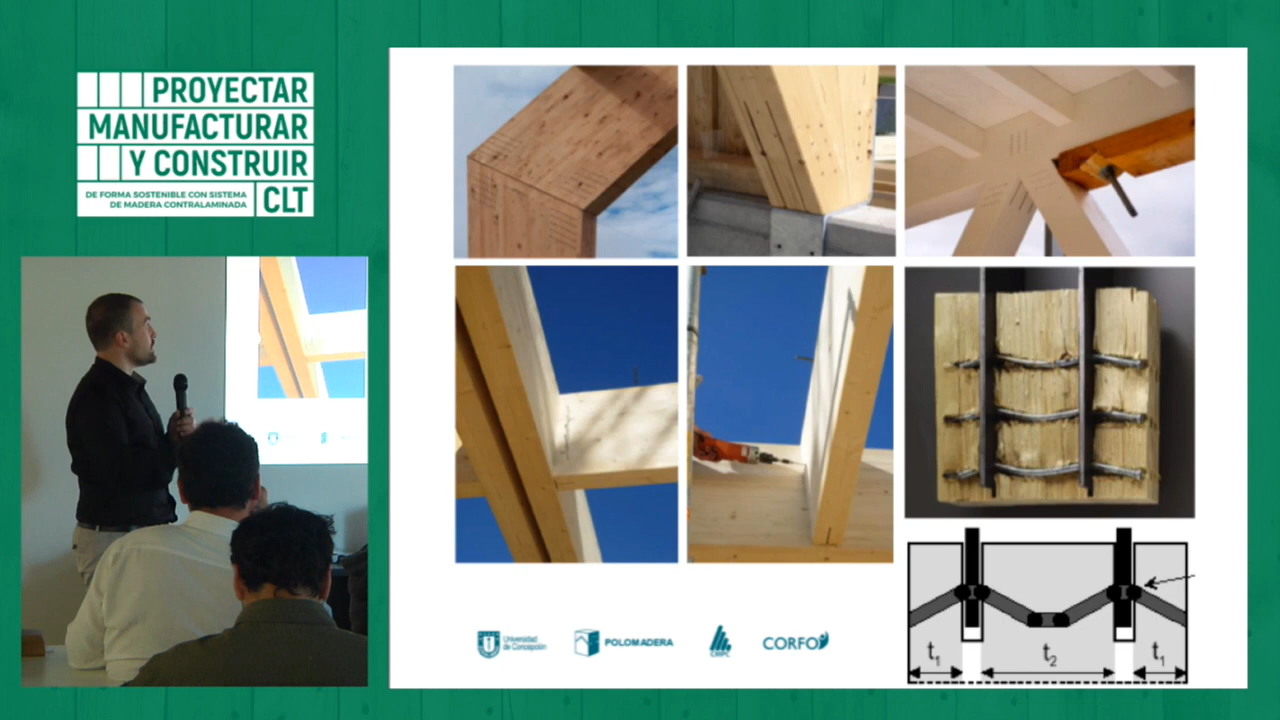 PROYECTAR
MANUFACTURAR
Y CONSTRUIR
DE FORMA SOSTENIBLE CON SISTEMA
DE MADERA CONTRALAMINADA
CLT
Universidad
de Concepción
POLOMADERA
CMPC
CORFO
t1
t2
t1